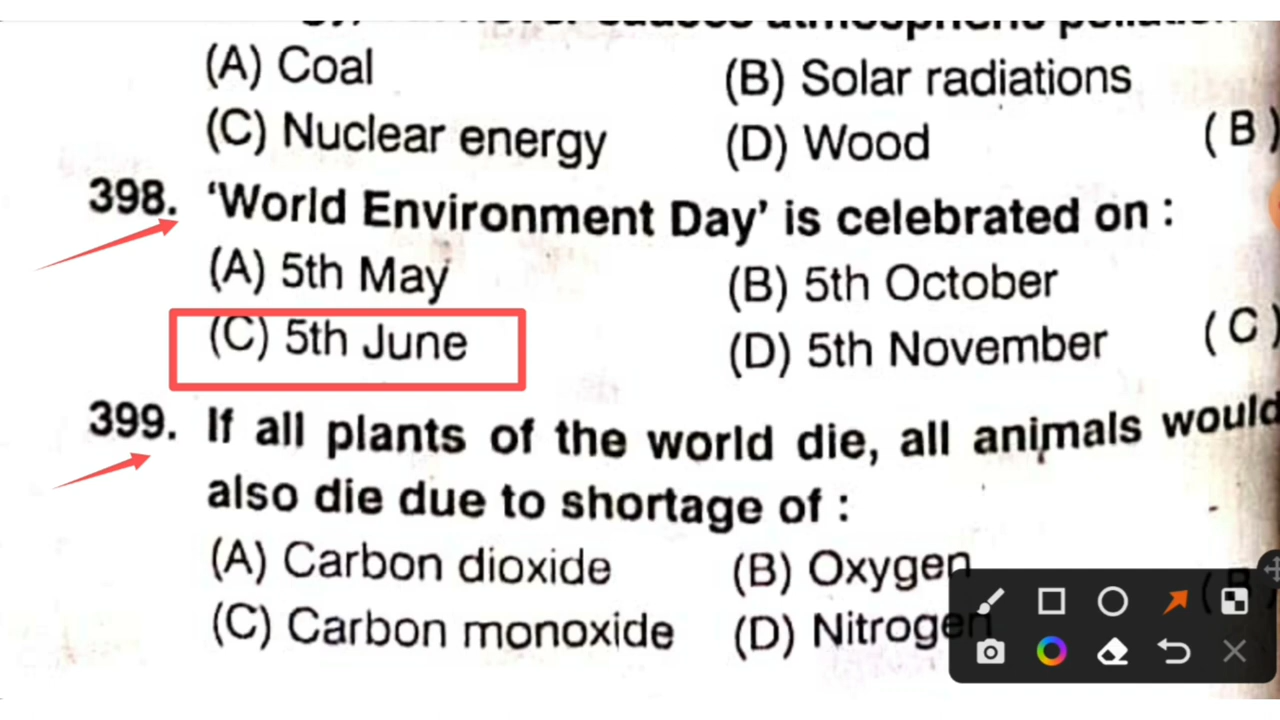 causes atmospheric
(A) Coal (B) Solar radiations
(C) Nuclear energy (D) Wood (B)
398. ‘World Environment Day’ is celebrated on :
(A) 5th May (B) 5th October
(C) 5th June (D) 5th November (C)
399. If all plants of the world die, all animals would
also die due to shortage of :
(A) Carbon dioxide (B) Oxygen
(C) Carbon monoxide (D) Nitrogen (B